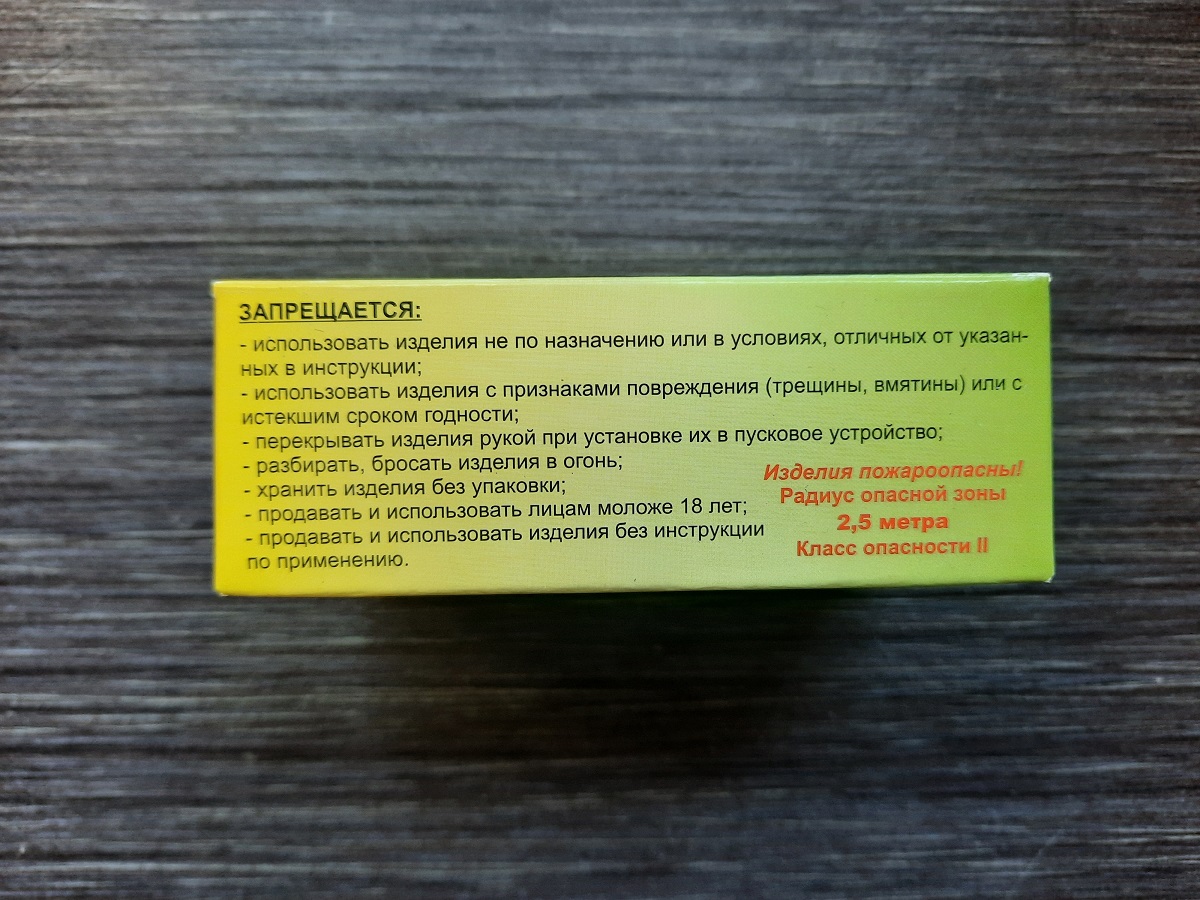 ЗАПРЕЩАЕТСЯ:
- использовать изделия не по назначению или в условиях, отличных от указан-
ных в инструкции;
- использовать изделия с признаками повреждения (трещины, вмятины) или с
истекшим сроком годности;
- перекрывать изделия рукой при установке их в пусковое устройство;
- разбирать, бросать изделия в огонь;
- хранить изделия без упаковки;
- продавать и использовать лицам моложе 18 лет;
- продавать и использовать изделия без инструкции
по применению.
Изделия пожароопасны!
Радиус опасной зоны
2,5 метра
Класс опасности II